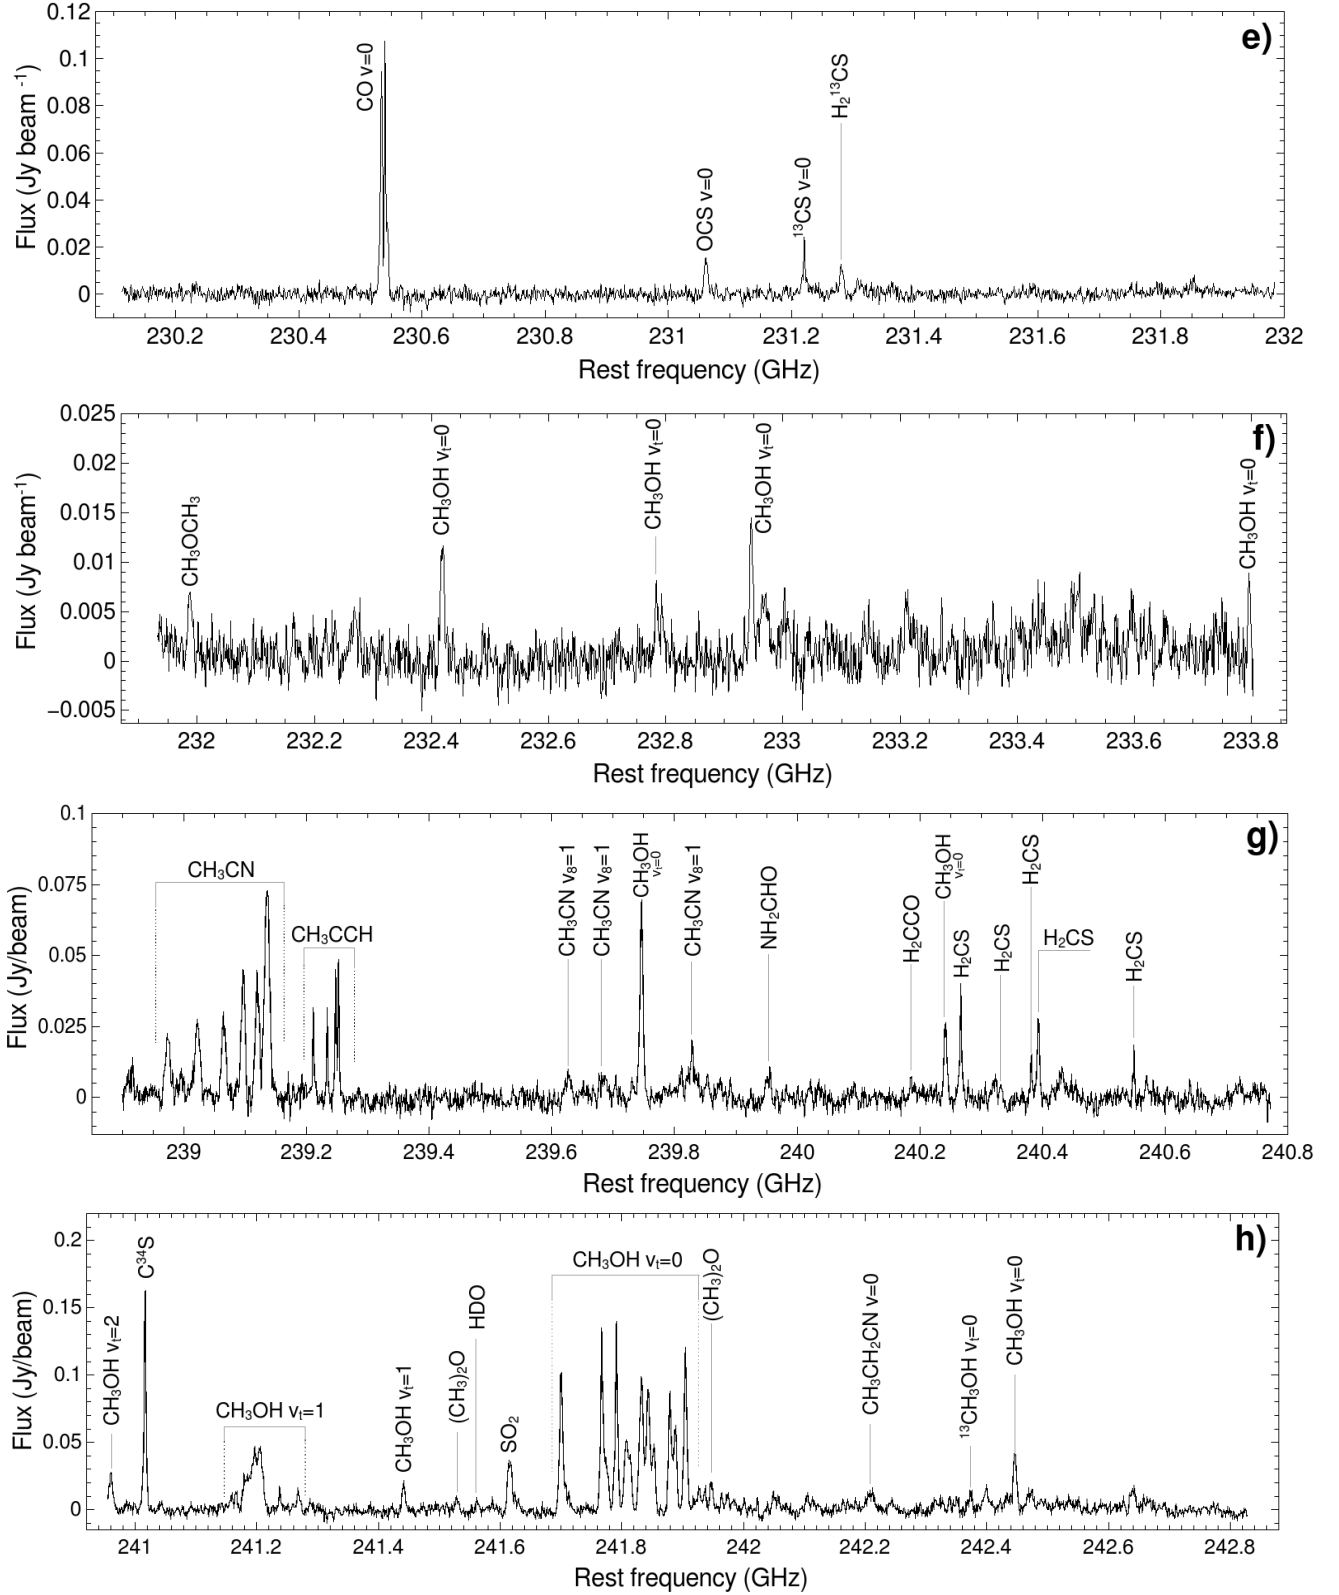 e)
Flux (Jy beam ⁻¹)
0.12
0.1
0.08
0.06
0.04
0.02
0
CO v=0
OCS v=0
¹³CS v=0
H₂¹³CS
230.2 230.4 230.6 230.8 231 231.2 231.4 231.6 231.8 232
Rest frequency (GHz)
f)
Flux (Jy beam⁻¹)
0.025
0.02
0.015
0.01
0.005
0
−0.005
CH₃OCH₃
CH₃OH vₜ=0
CH₃OH vₜ=0
CH₃OH vₜ=0
CH₃OH vₜ=0
232 232.2 232.4 232.6 232.8 233 233.2 233.4 233.6 233.8
Rest frequency (GHz)
g)
Flux (Jy/beam)
0.1
0.075
0.05
0.025
0
CH₃CN
CH₃CCH
CH₃CN v₈=1
CH₃CN v₈=1
CH₃OH
vₜ=0
CH₃CN v₈=1
NH₂CHO
H₂CCO
CH₃OH
vₜ=0
H₂CS
H₂CS
H₂CS
H₂CS
H₂CS
239 239.2 239.4 239.6 239.8 240 240.2 240.4 240.6 240.8
Rest frequency (GHz)
h)
Flux (Jy/beam)
0.2
0.15
0.1
0.05
0
CH₃OH vₜ=2
C³⁴S
CH₃OH vₜ=1
CH₃OH vₜ=1
(CH₃)₂O
HDO
SO₂
CH₃OH vₜ=0
(CH₃)₂O
CH₃CH₂CN v=0
¹³CH₃OH vₜ=0
CH₃OH vₜ=0
241 241.2 241.4 241.6 241.8 242 242.2 242.4 242.6 242.8
Rest frequency (GHz)